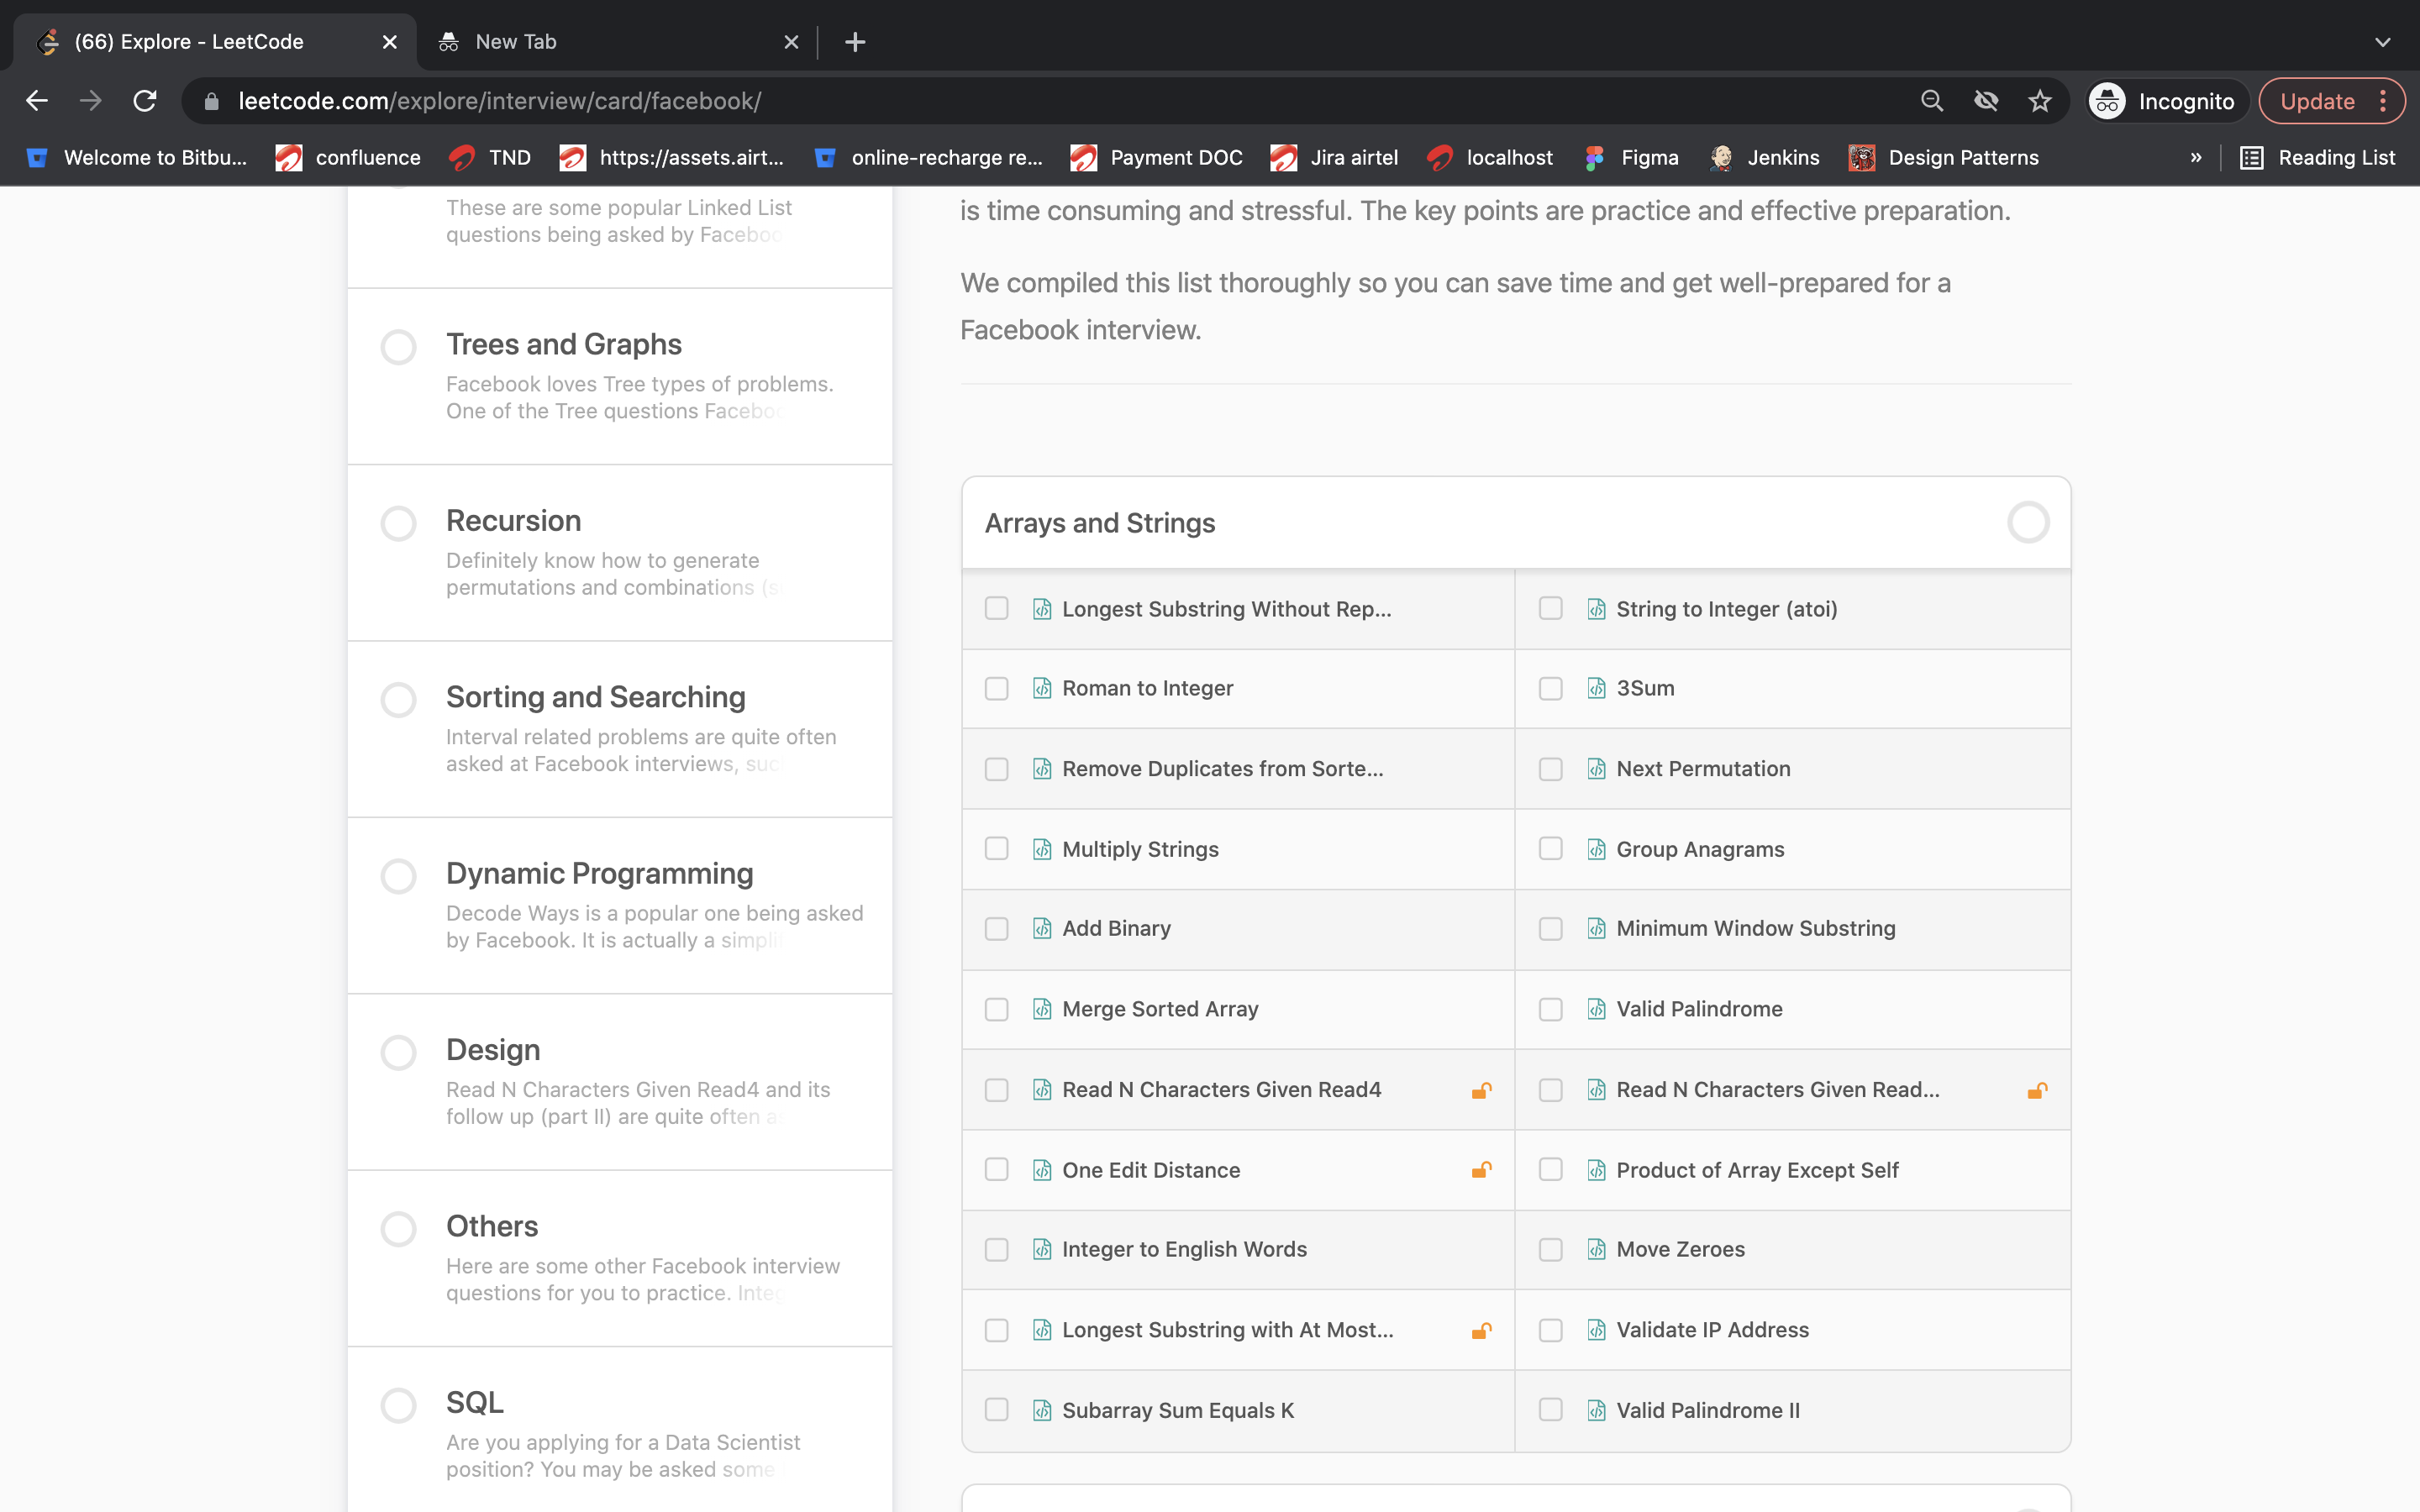 (66) Explore - LeetCode
New Tab
leetcode.com/explore/interview/card/facebook/
Incognito
Update
Welcome to Bitbu...
confluence
TND
https://assets.airt...
online-recharge re...
Payment DOC
Jira airtel
localhost
Figma
Jenkins
Design Patterns
»
Reading List
These are some popular Linked List
questions being asked by Faceboo
Trees and Graphs
Facebook loves Tree types of problems.
One of the Tree questions Faceboo
Recursion
Definitely know how to generate
permutations and combinations (s
Sorting and Searching
Interval related problems are quite often
asked at Facebook interviews, suc
Dynamic Programming
Decode Ways is a popular one being asked
by Facebook. It is actually a simpli
Design
Read N Characters Given Read4 and its
follow up (part II) are quite often as
Others
Here are some other Facebook interview
questions for you to practice. Integ
SQL
Are you applying for a Data Scientist
position? You may be asked some
is time consuming and stressful. The key points are practice and effective preparation.
We compiled this list thoroughly so you can save time and get well-prepared for a
Facebook interview.
Arrays and Strings
Longest Substring Without Rep...
String to Integer (atoi)
Roman to Integer
3Sum
Remove Duplicates from Sorte...
Next Permutation
Multiply Strings
Group Anagrams
Add Binary
Minimum Window Substring
Merge Sorted Array
Valid Palindrome
Read N Characters Given Read4
Read N Characters Given Read...
One Edit Distance
Product of Array Except Self
Integer to English Words
Move Zeroes
Longest Substring with At Most...
Validate IP Address
Subarray Sum Equals K
Valid Palindrome II